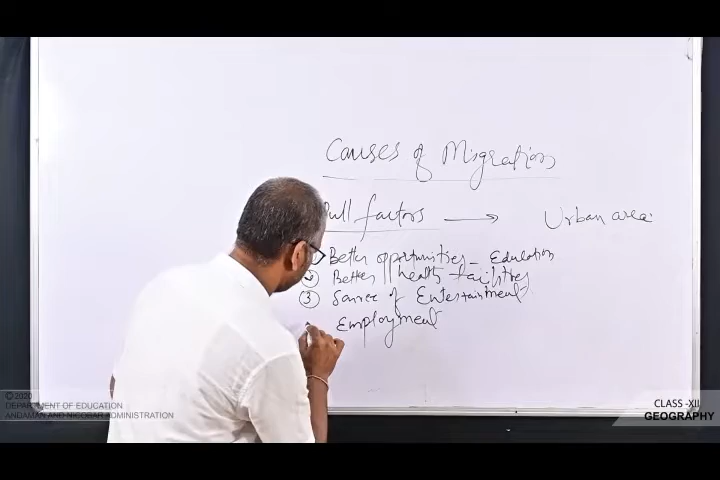 Causes of Migration
Pull factors → Urban area
① Better opportunities - Education
② Better health facilities
③ Source of Entertainment
Employment
© 2020
DEPARTMENT OF EDUCATION
ANDAMAN AND NICOBAR ADMINISTRATION
CLASS -XII
GEOGRAPHY